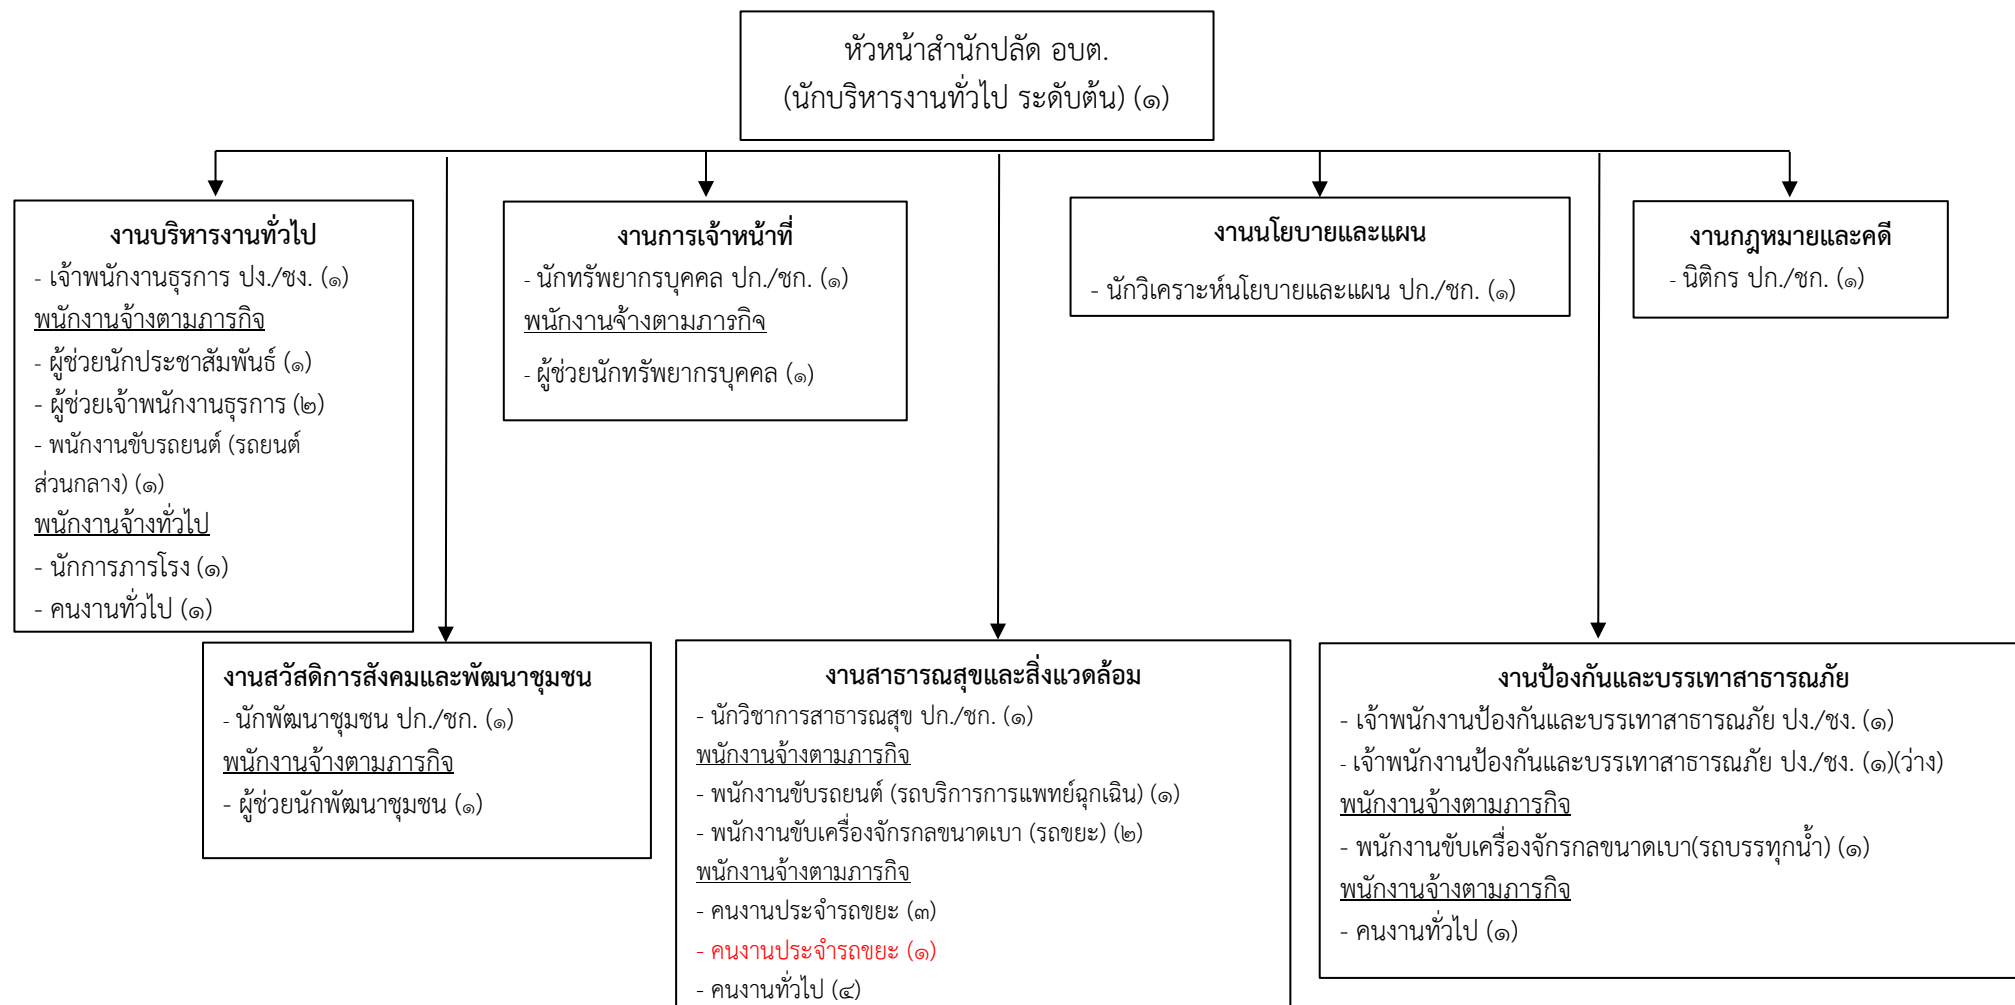 หัวหน้าสำนักปลัด อบต.
(นักบริหารงานทั่วไป ระดับต้น) (๑)
งานบริหารงานทั่วไป
- เจ้าพนักงานธุรการ ปง./ชง. (๑)
พนักงานจ้างตามภารกิจ
- ผู้ช่วยนักประชาสัมพันธ์ (๑)
- ผู้ช่วยเจ้าพนักงานธุรการ (๒)
- พนักงานขับรถยนต์ (รถยนต์
ส่วนกลาง) (๑)
พนักงานจ้างทั่วไป
- นักการภารโรง (๑)
- คนงานทั่วไป (๑)
งานการเจ้าหน้าที่
- นักทรัพยากรบุคคล ปก./ชก. (๑)
พนักงานจ้างตามภารกิจ
- ผู้ช่วยนักทรัพยากรบุคคล (๑)
งานนโยบายและแผน
- นักวิเคราะห์นโยบายและแผน ปก./ชก. (๑)
งานกฎหมายและคดี
- นิติกร ปก./ชก. (๑)
งานสวัสดิการสังคมและพัฒนาชุมชน
- นักพัฒนาชุมชน ปก./ชก. (๑)
พนักงานจ้างตามภารกิจ
- ผู้ช่วยนักพัฒนาชุมชน (๑)
งานสาธารณสุขและสิ่งแวดล้อม
- นักวิชาการสาธารณสุข ปก./ชก. (๑)
พนักงานจ้างตามภารกิจ
- พนักงานขับรถยนต์ (รถบริการการแพทย์ฉุกเฉิน) (๑)
- พนักงานขับเครื่องจักรกลขนาดเบา (รถขยะ) (๒)
พนักงานจ้างตามภารกิจ
- คนงานประจำรถขยะ (๓)
- คนงานประจำรถขยะ (๑)
- คนงานทั่วไป (๔)
งานป้องกันและบรรเทาสาธารณภัย
- เจ้าพนักงานป้องกันและบรรเทาสาธารณภัย ปง./ชง. (๑)
- เจ้าพนักงานป้องกันและบรรเทาสาธารณภัย ปง./ชง. (๑)(ว่าง)
พนักงานจ้างตามภารกิจ
- พนักงานขับเครื่องจักรกลขนาดเบา(รถบรรทุกน้ำ) (๑)
พนักงานจ้างตามภารกิจ
- คนงานทั่วไป (๑)